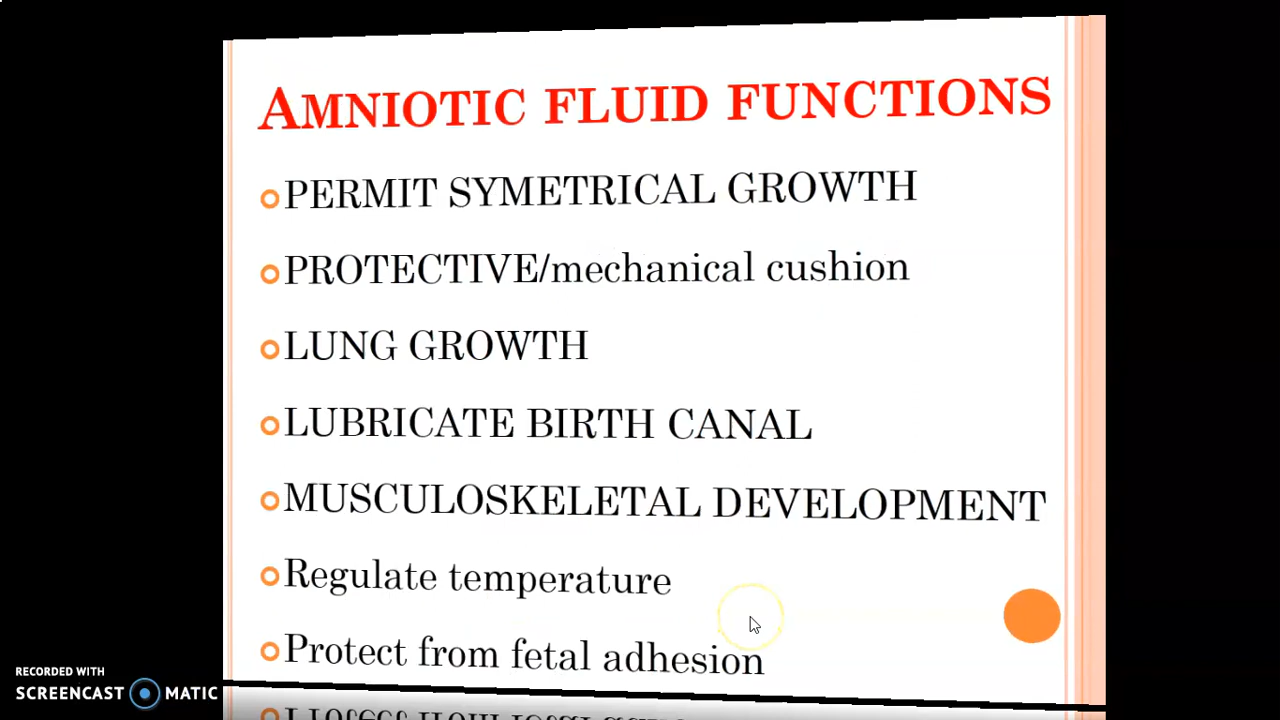 AMNIOTIC FLUID FUNCTIONS
PERMIT SYMETRICAL GROWTH
PROTECTIVE/mechanical cushion
LUNG GROWTH
LUBRICATE BIRTH CANAL
MUSCULOSKELETAL DEVELOPMENT
Regulate temperature
Protect from fetal adhesion
RECORDED WITH
SCREENCAST MATIC